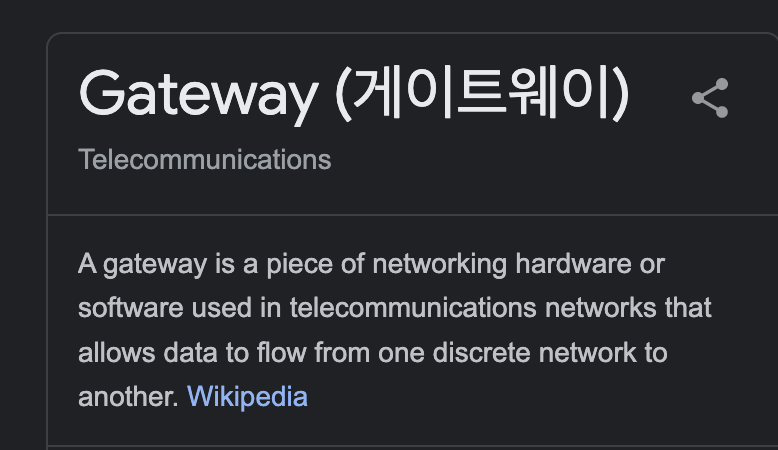 Gateway (게이트웨이)
Telecommunications
A gateway is a piece of networking hardware or
software used in telecommunications networks that
allows data to flow from one discrete network to
another. Wikipedia